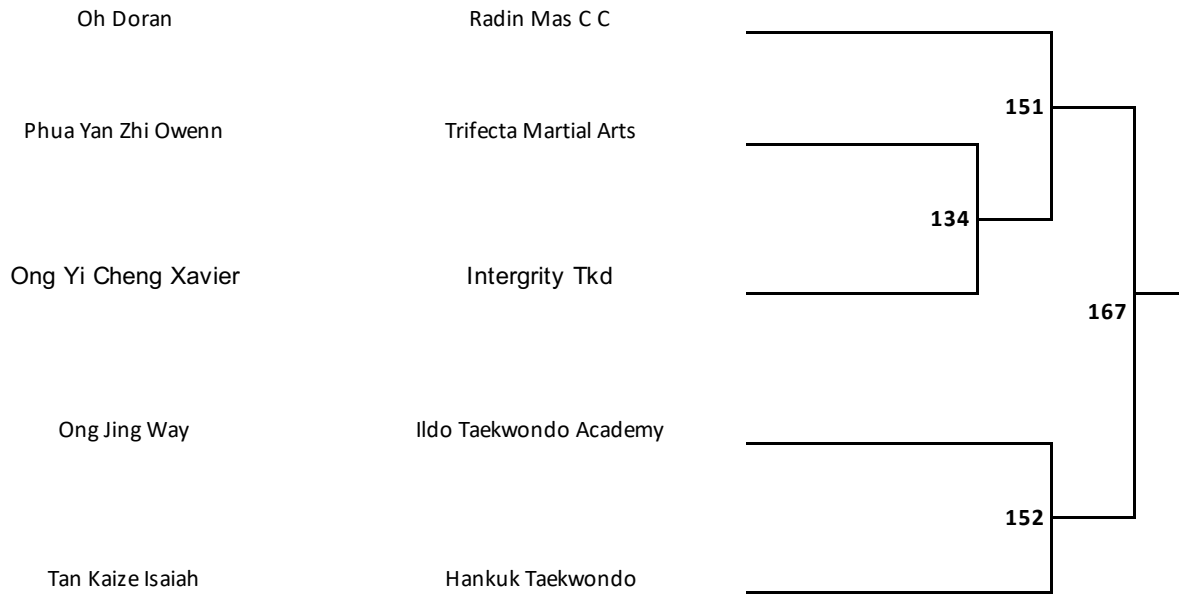 Oh Doran Radin Mas C C
151
Phua Yan Zhi Owenn Trifecta Martial Arts
134
Ong Yi Cheng Xavier Intergrity Tkd
167
Ong Jing Way Ildo Taekwondo Academy
152
Tan Kaize Isaiah Hankuk Taekwondo